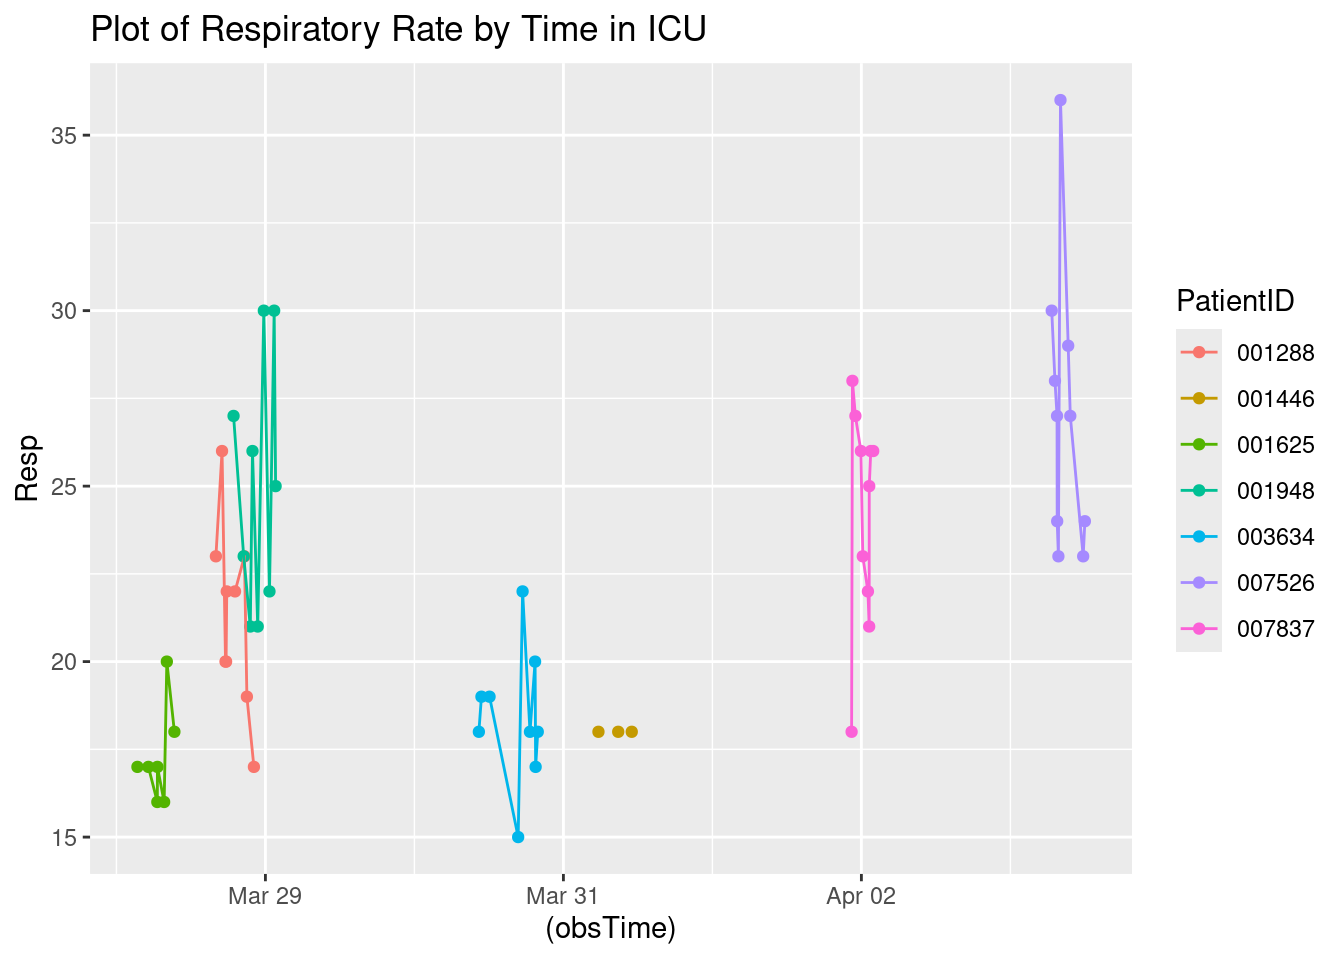 Plot of Respiratory Rate by Time in ICU
35
30
25
20
15
Resp
Mar 29
Mar 31
Apr 02
(obsTime)
PatientID
001288
001446
001625
001948
003634
007526
007837